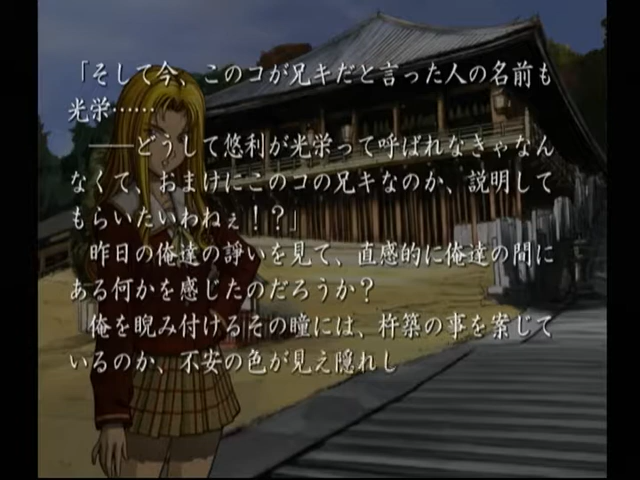 「そして今、このコが兄キだと言った人の名前も
光栄……
　――どうして悠利が光栄って呼ばれなきゃなん
なくて、おまけにこのコの兄キなのか、説明して
もらいたいわねぇ！？」
　昨日の俺達の諍いを見て、直感的に俺達の間に
ある何かを感じたのだろうか？
　俺を睨み付けるその瞳には、杵築の事を案じて
いるのか、不安の色が見え隠れし